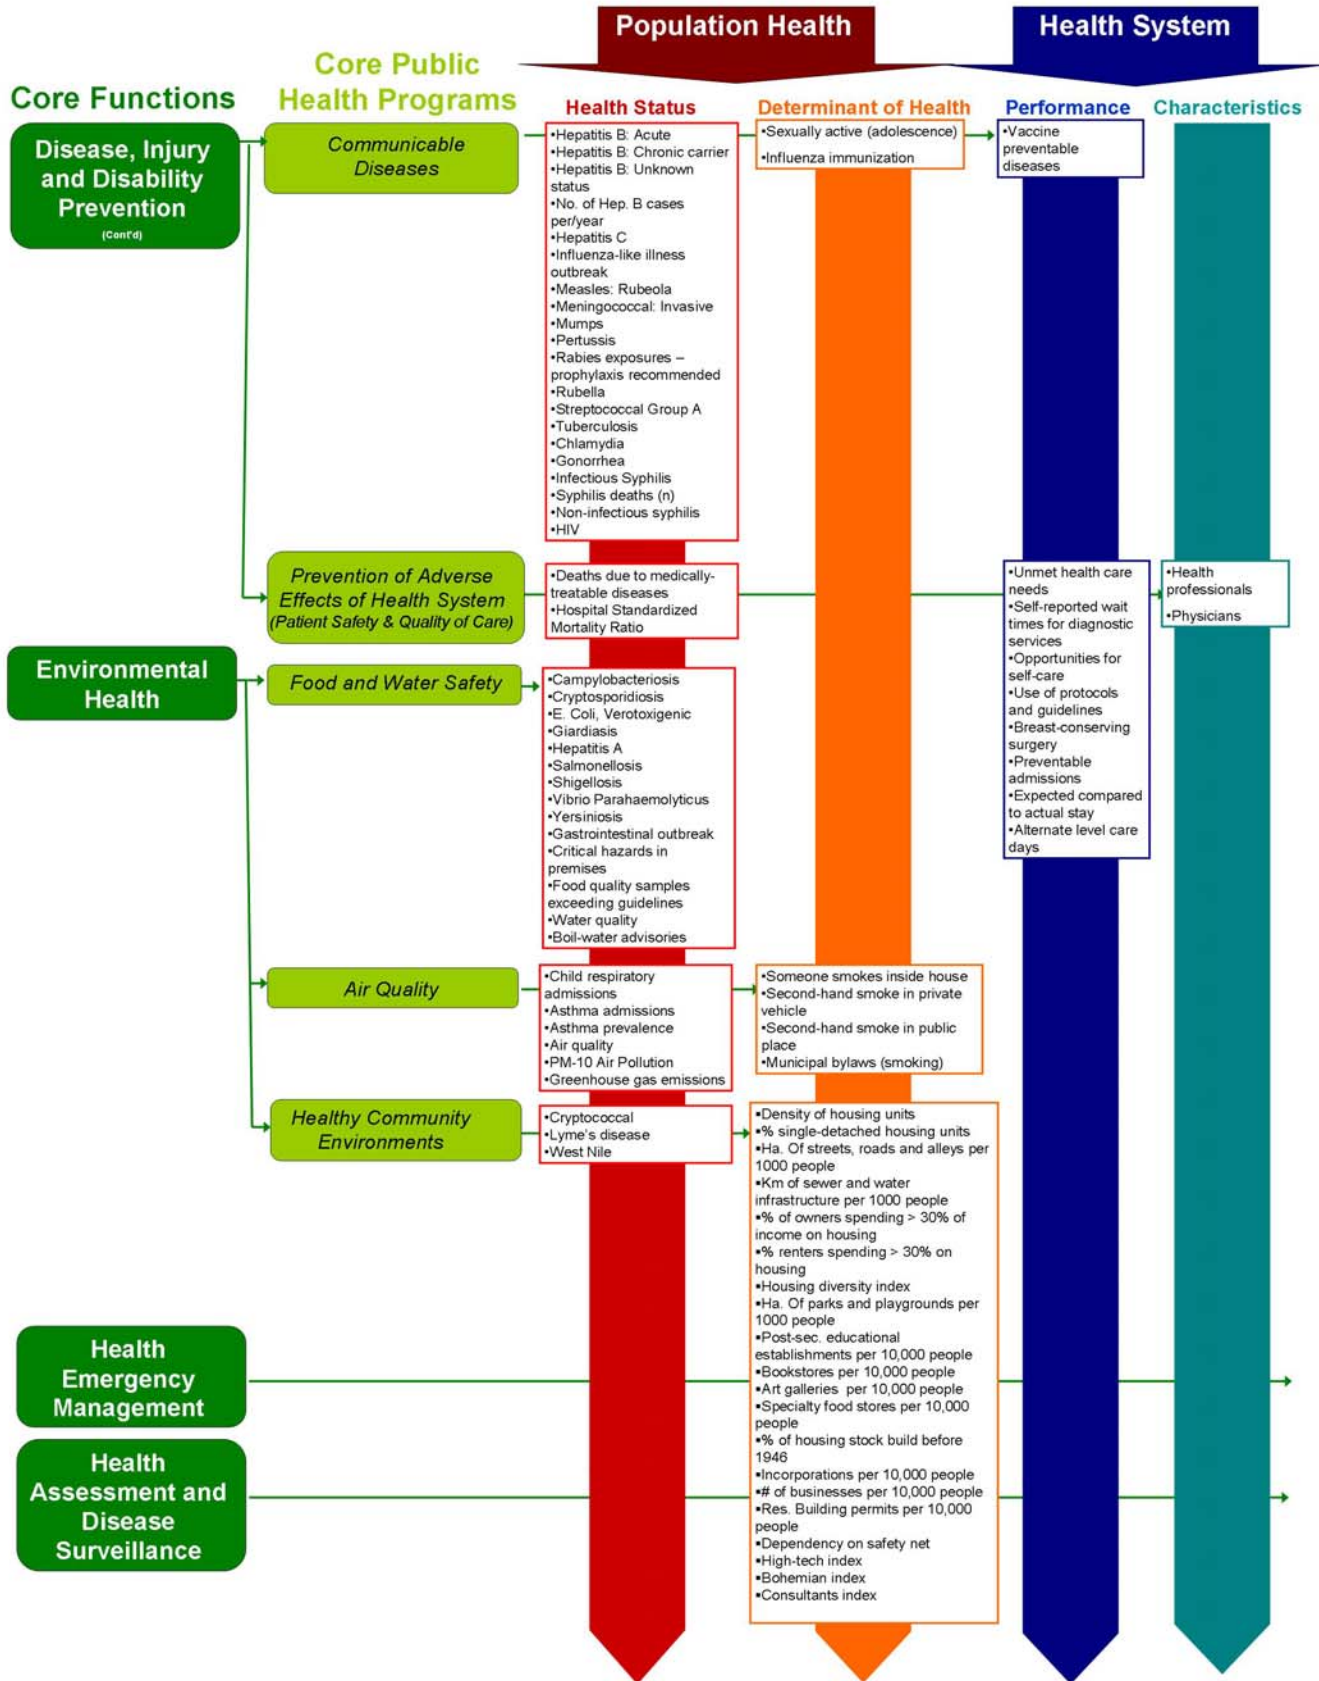 Population Health
Health System
Core Functions
Core Public
Health Programs
Health Status
Determinant of Health
Performance
Characteristics
Disease, Injury
and Disability
Prevention
(Cont'd)
Communicable
Diseases
•Hepatitis B: Acute
•Hepatitis B: Chronic carrier
•Hepatitis B: Unknown
status
•No. of Hep. B cases
per/year
•Hepatitis C
•Influenza-like illness
outbreak
•Measles: Rubeola
•Meningococcal: Invasive
•Mumps
•Pertussis
•Rabies exposures –
prophylaxis recommended
•Rubella
•Streptococcal Group A
•Tuberculosis
•Chlamydia
•Gonorrhea
•Infectious Syphilis
•Syphilis deaths (n)
•Non-infectious syphilis
•HIV
•Sexually active (adolescence)
•Influenza immunization
•Vaccine
preventable
diseases
Prevention of Adverse
Effects of Health System
(Patient Safety & Quality of Care)
•Deaths due to medically-
treatable diseases
•Hospital Standardized
Mortality Ratio
•Unmet health care
needs
•Self-reported wait
times for diagnostic
services
•Opportunities for
self-care
•Use of protocols
and guidelines
•Breast-conserving
surgery
•Preventable
admissions
•Expected compared
to actual stay
•Alternate level care
days
•Health
professionals
•Physicians
Environmental
Health
Food and Water Safety
•Campylobacteriosis
•Cryptosporidiosis
•E. Coli, Verotoxigenic
•Giardiasis
•Hepatitis A
•Salmonellosis
•Shigellosis
•Vibrio Parahaemolyticus
•Yersiniosis
•Gastrointestinal outbreak
•Critical hazards in
premises
•Food quality samples
exceeding guidelines
•Water quality
•Boil-water advisories
Air Quality
•Child respiratory
admissions
•Asthma admissions
•Asthma prevalence
•Air quality
•PM-10 Air Pollution
•Greenhouse gas emissions
•Someone smokes inside house
•Second-hand smoke in private
vehicle
•Second-hand smoke in public
place
•Municipal bylaws (smoking)
Healthy Community
Environments
•Cryptococcal
•Lyme's disease
•West Nile
▪Density of housing units
▪% single-detached housing units
▪Ha. Of streets, roads and alleys per
1000 people
▪Km of sewer and water
infrastructure per 1000 people
▪% of owners spending > 30% of
income on housing
▪% renters spending > 30% on
housing
▪Housing diversity index
▪Ha. Of parks and playgrounds per
1000 people
▪Post-sec. educational
establishments per 10,000 people
▪Bookstores per 10,000 people
▪Art galleries per 10,000 people
▪Specialty food stores per 10,000
people
▪% of housing stock build before
1946
▪Incorporations per 10,000 people
▪# of businesses per 10,000 people
▪Res. Building permits per 10,000
people
▪Dependency on safety net
▪High-tech index
▪Bohemian index
▪Consultants index
Health
Emergency
Management
Health
Assessment and
Disease
Surveillance